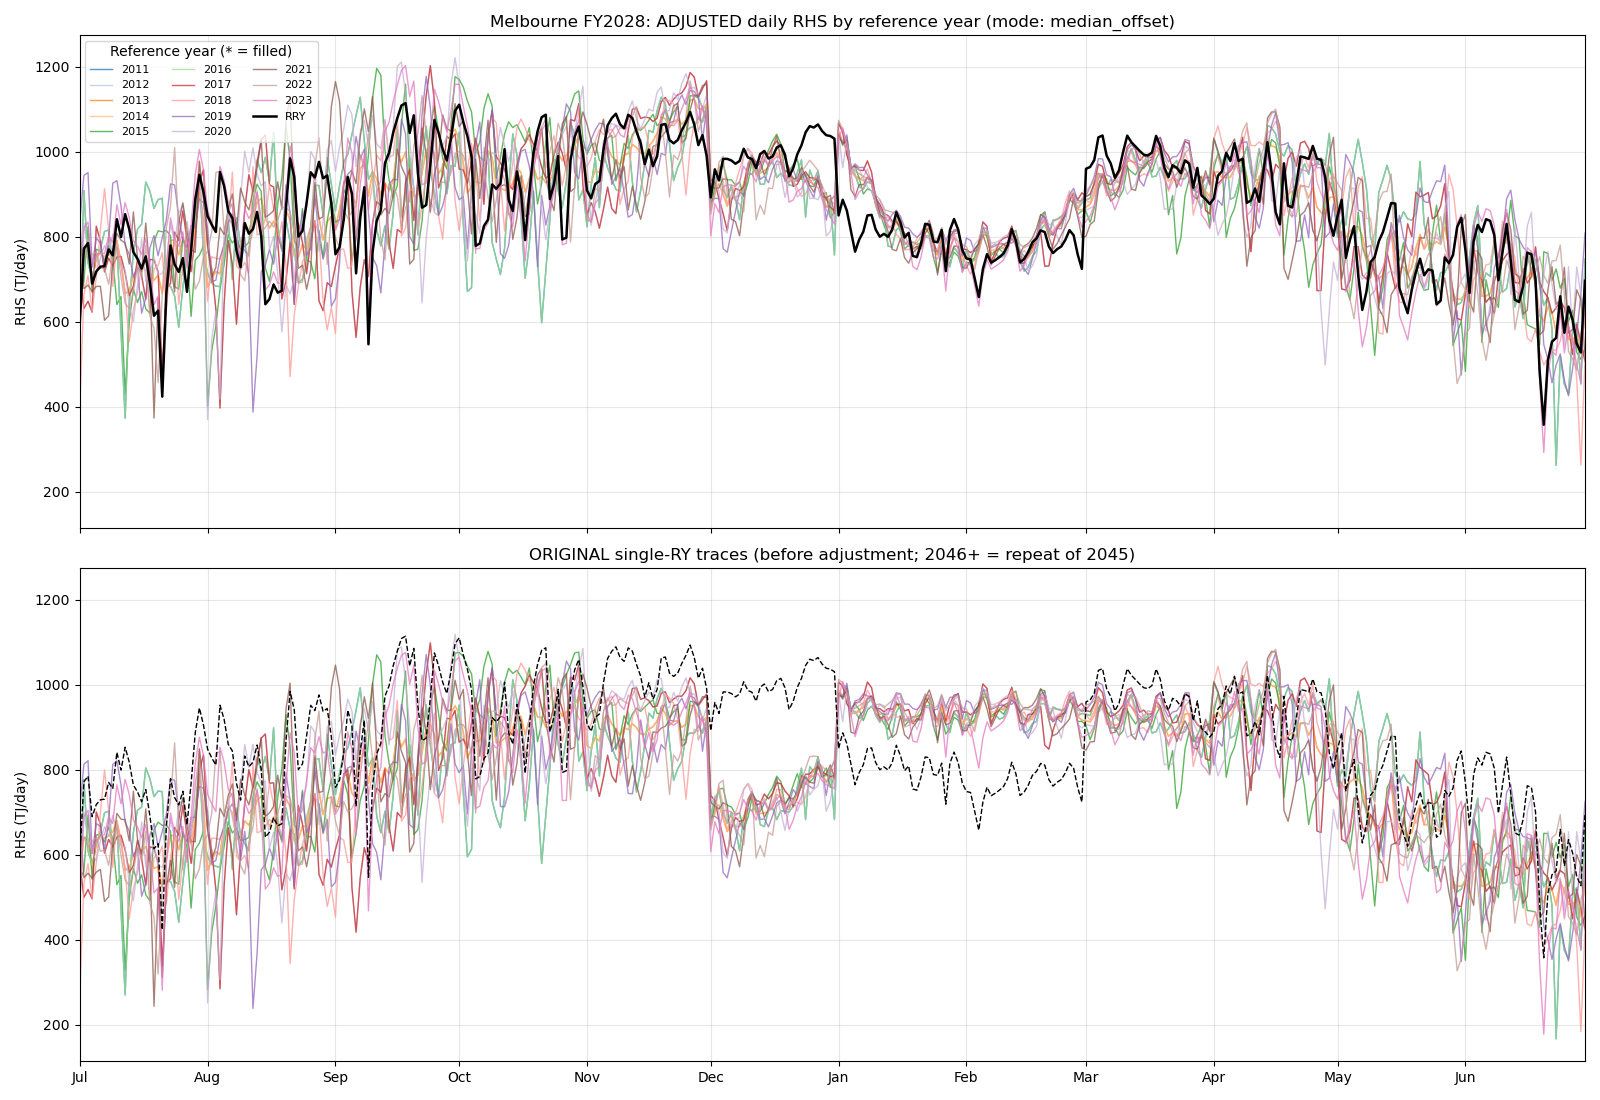 Melbourne FY2028: ADJUSTED daily RHS by reference year (mode: median_offset)
Reference year (* = filled)
2011 2016 2021
2012 2017 2022
2013 2018 2023
2014 2019 RRY
2015 2020
RHS (TJ/day)
1200
1000
800
600
400
200
ORIGINAL single-RY traces (before adjustment; 2046+ = repeat of 2045)
RHS (TJ/day)
1200
1000
800
600
400
200
Jul Aug Sep Oct Nov Dec Jan Feb Mar Apr May Jun